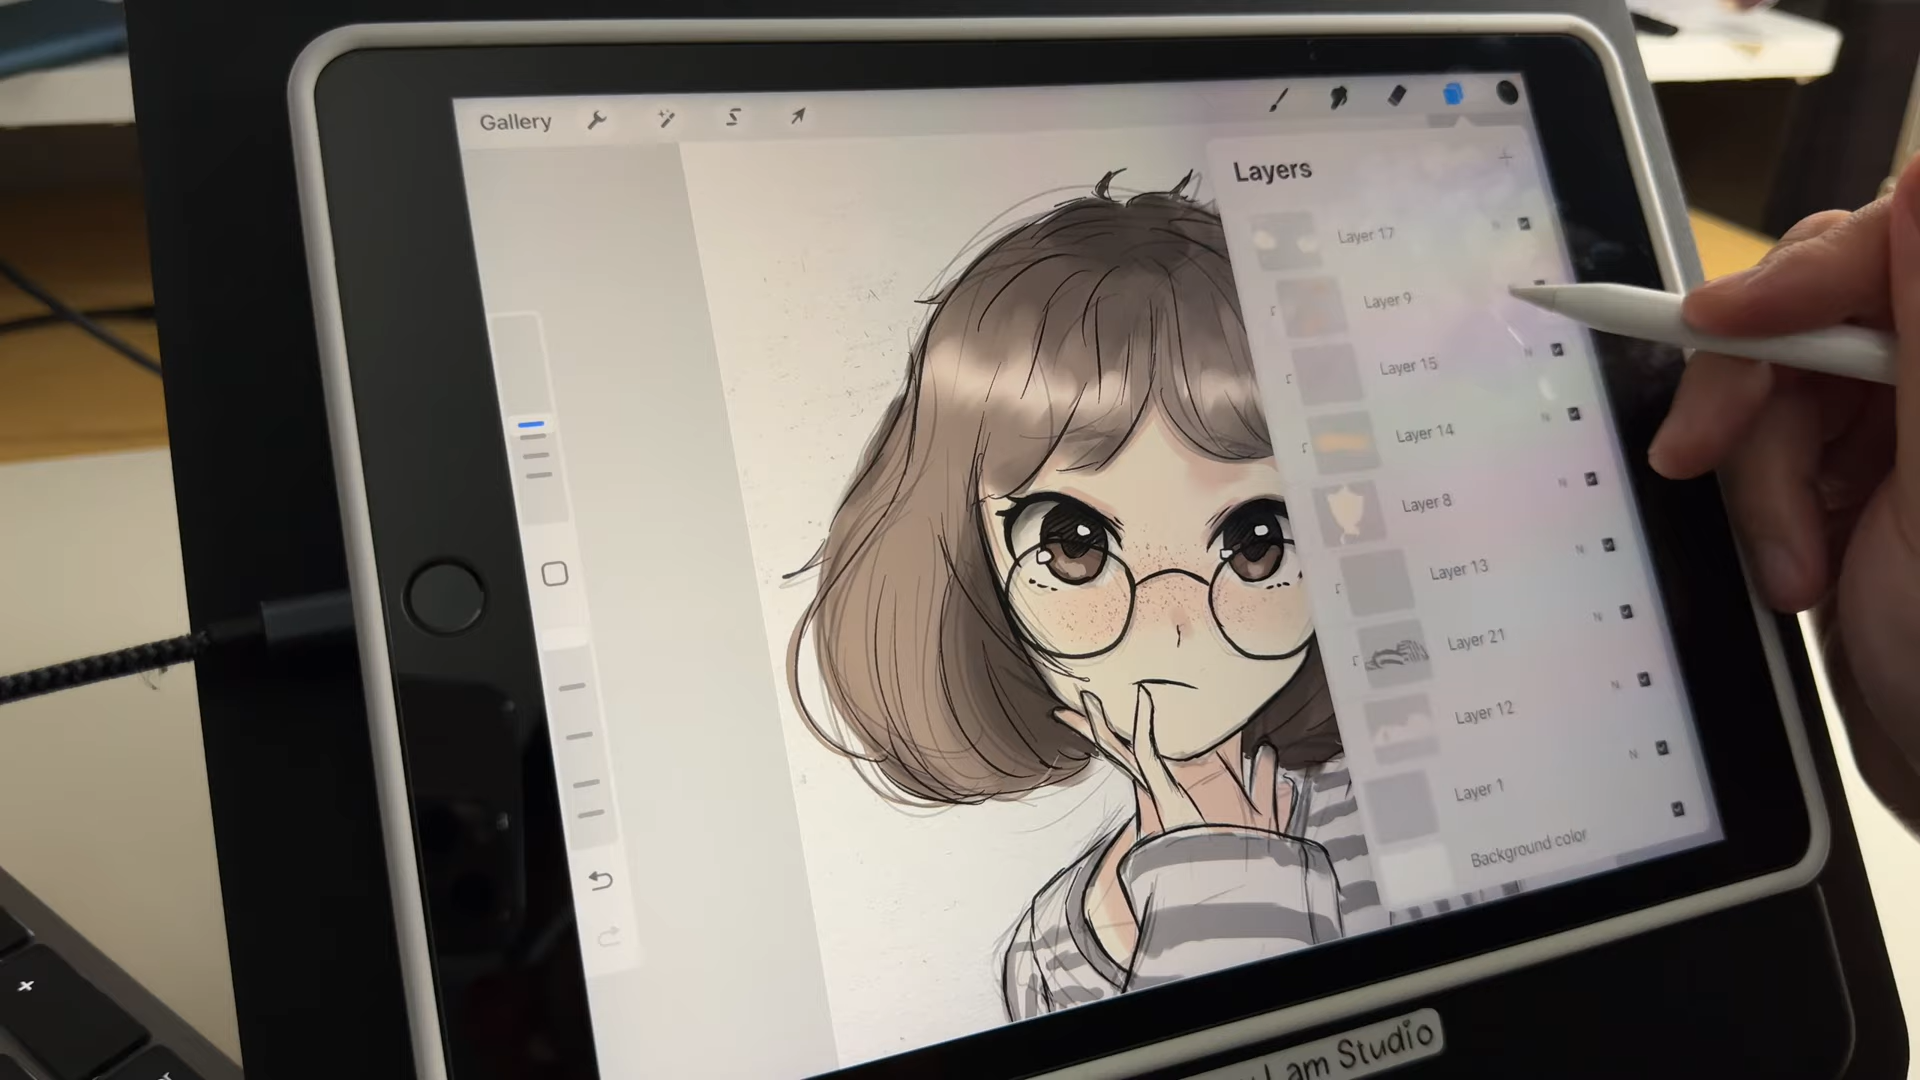 Gallery
Layers
Layer 17
N
Layer 9
Layer 15
N
Layer 14
N
Layer 8
N
Layer 13
N
Layer 21
N
Layer 12
N
Layer 1
N
Background color
Lam Studio